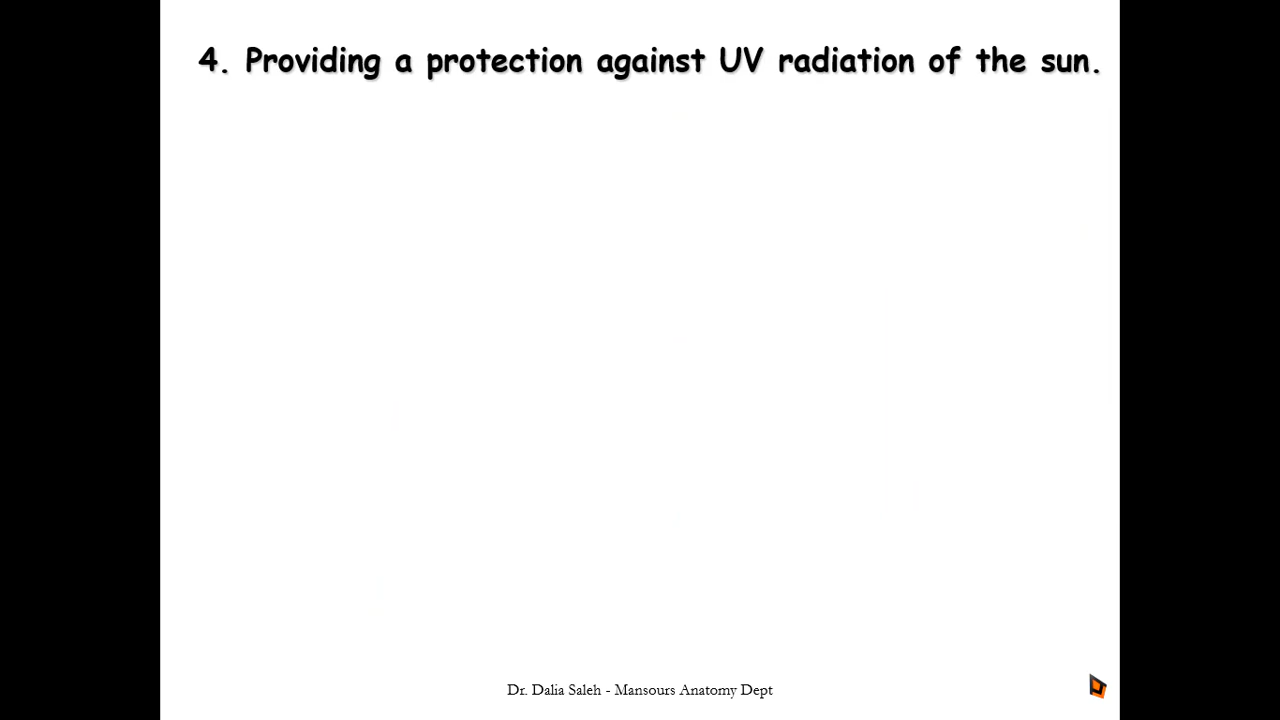 4. Providing a protection against UV radiation of the sun.
Dr. Dalia Saleh - Mansours Anatomy Dept